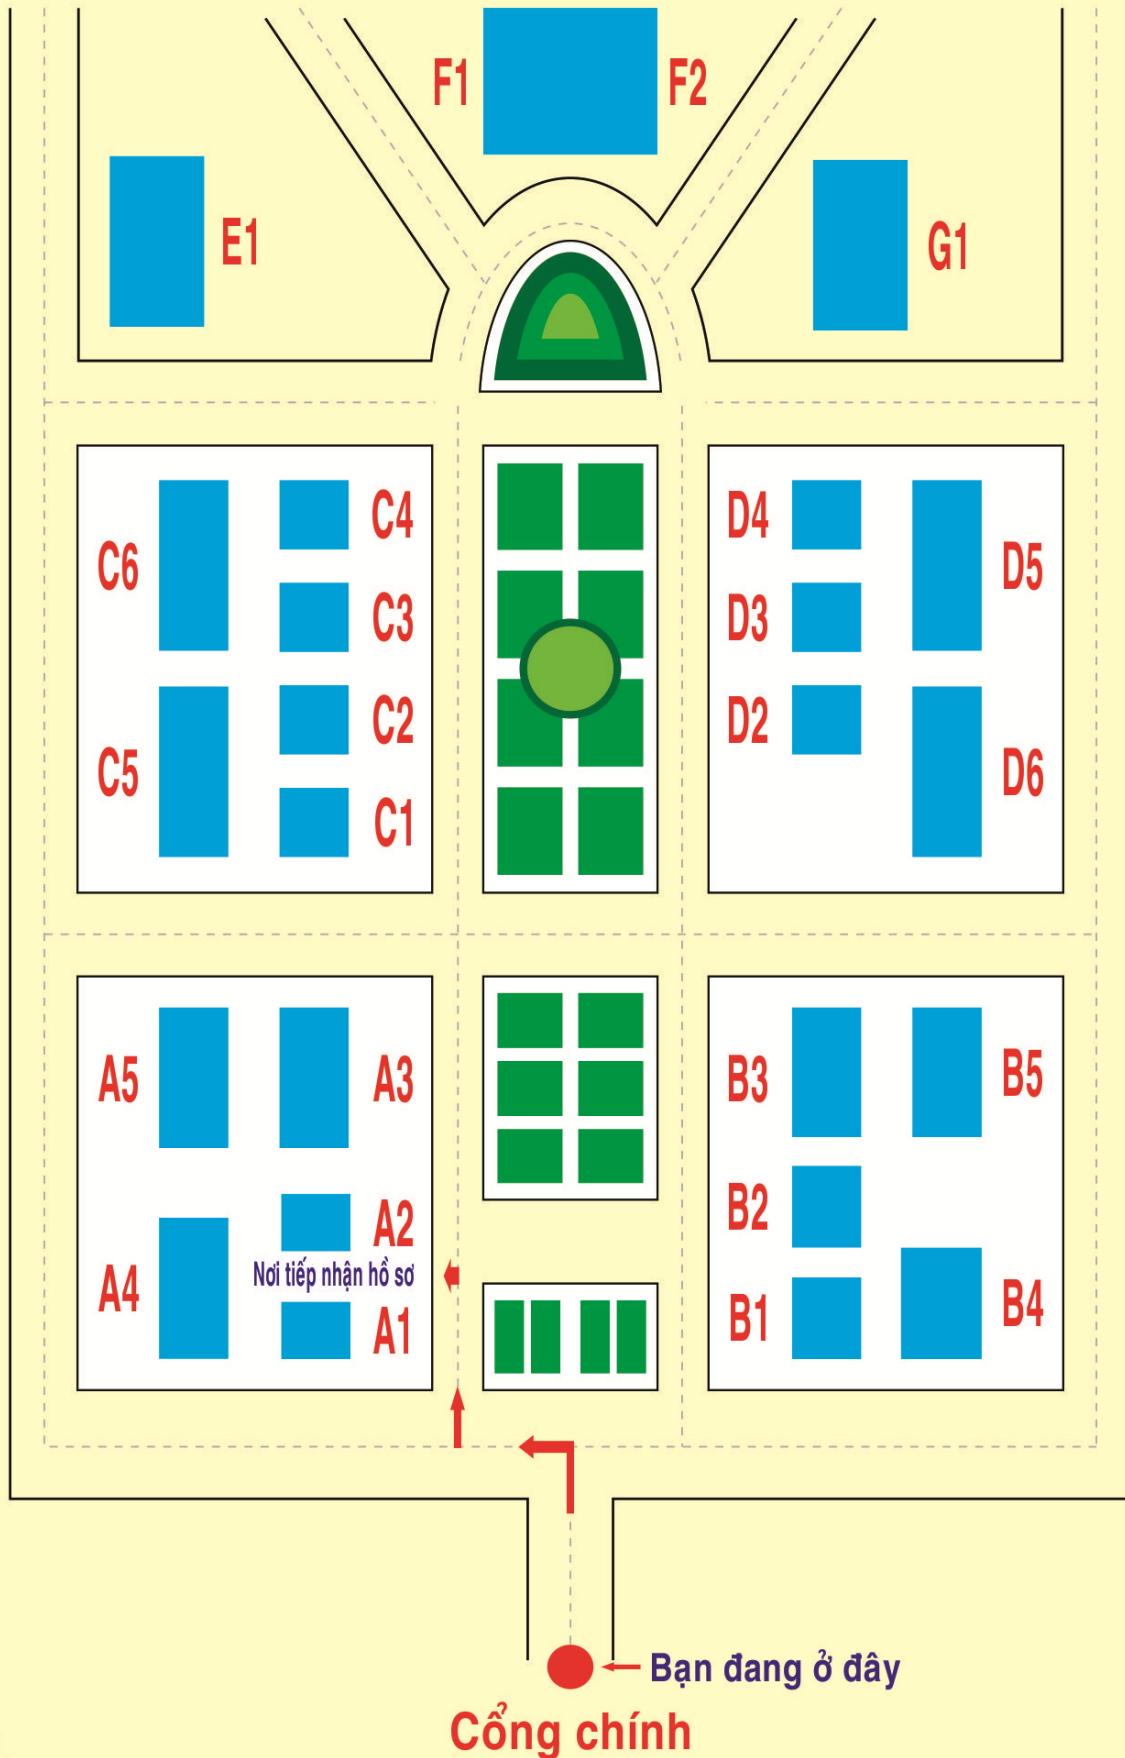 F1
F2
E1
G1
C4
D4
C6
D5
C3
D3
C2
D2
C5
D6
C1
A5
A3
B3
B5
A2
B2
Nơi tiếp nhận hồ sơ
A4
A1
B1
B4
Bạn đang ở đây
Cổng chính